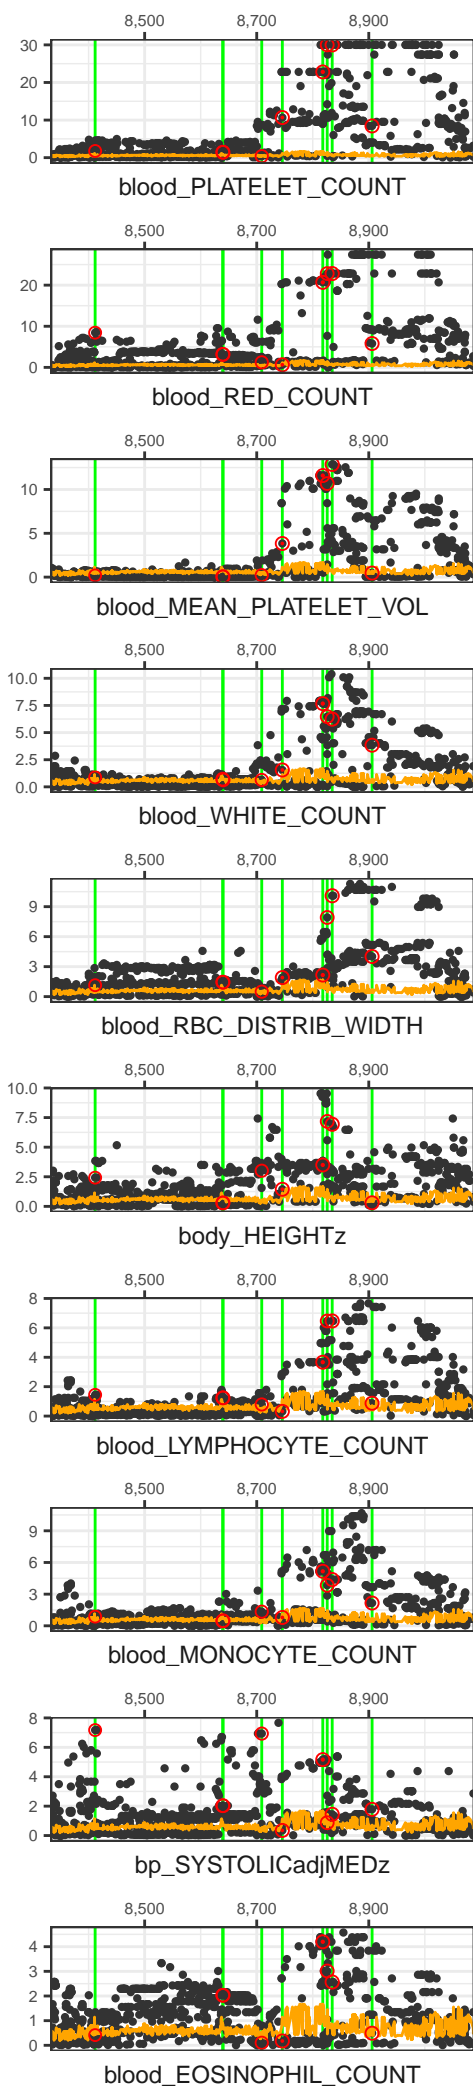 8,500 8,700 8,900
30
20
10
0
blood_PLATELET_COUNT
8,500 8,700 8,900
20
10
0
blood_RED_COUNT
8,500 8,700 8,900
10
5
0
blood_MEAN_PLATELET_VOL
8,500 8,700 8,900
10.0
7.5
5.0
2.5
0.0
blood_WHITE_COUNT
8,500 8,700 8,900
9
6
3
0
blood_RBC_DISTRIB_WIDTH
8,500 8,700 8,900
10.0
7.5
5.0
2.5
0.0
body_HEIGHTz
8,500 8,700 8,900
8
6
4
2
0
blood_LYMPHOCYTE_COUNT
8,500 8,700 8,900
9
6
3
0
blood_MONOCYTE_COUNT
8,500 8,700 8,900
8
6
4
2
0
bp_SYSTOLICadjMEDz
8,500 8,700 8,900
4
3
2
1
0
blood_EOSINOPHIL_COUNT